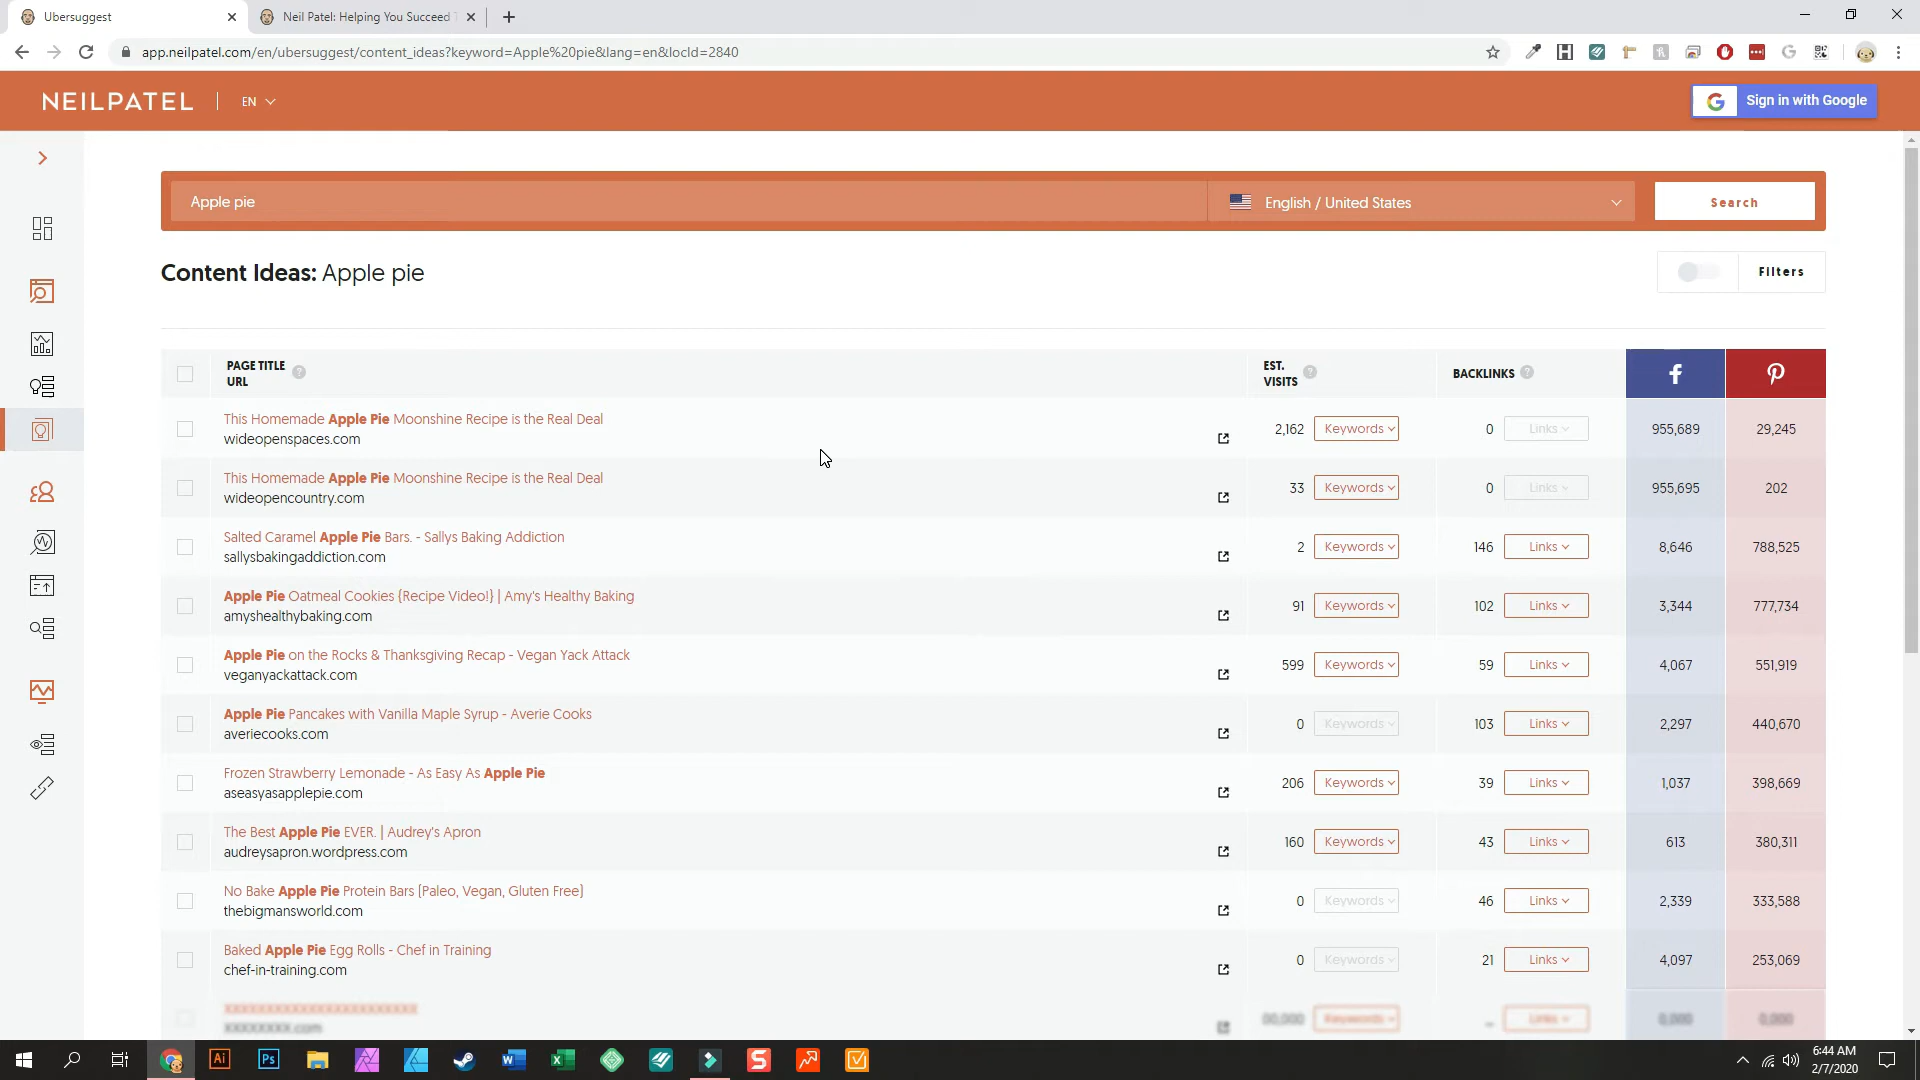 Ubersuggest
Neil Patel: Helping You Succeed
app.neilpatel.com/en/ubersuggest/content_ideas?keyword=Apple%20pie&lang=en&locId=2840
NEILPATEL
EN
Sign in with Google
Apple pie
English / United States
Search
Content Ideas: Apple pie
Filters
PAGE TITLE
URL
EST.
VISITS
BACKLINKS
This Homemade Apple Pie Moonshine Recipe is the Real Deal
wideopenspaces.com
2,162 Keywords 0 Links 955,689 29,245
This Homemade Apple Pie Moonshine Recipe is the Real Deal
wideopencountry.com
33 Keywords 0 Links 955,695 202
Salted Caramel Apple Pie Bars. - Sallys Baking Addiction
sallysbakingaddiction.com
2 Keywords 146 Links 8,646 788,525
Apple Pie Oatmeal Cookies {Recipe Video!} | Amy's Healthy Baking
amyshealthybaking.com
91 Keywords 102 Links 3,344 777,734
Apple Pie on the Rocks & Thanksgiving Recap - Vegan Yack Attack
veganyackattack.com
599 Keywords 59 Links 4,067 551,919
Apple Pie Pancakes with Vanilla Maple Syrup - Averie Cooks
averiecooks.com
0 Keywords 103 Links 2,297 440,670
Frozen Strawberry Lemonade - As Easy As Apple Pie
aseasyasapplepie.com
206 Keywords 39 Links 1,037 398,669
The Best Apple Pie EVER. | Audrey's Apron
audreysapron.wordpress.com
160 Keywords 43 Links 613 380,311
No Bake Apple Pie Protein Bars {Paleo, Vegan, Gluten Free}
thebigmansworld.com
0 Keywords 46 Links 2,339 333,588
Baked Apple Pie Egg Rolls - Chef in Training
chef-in-training.com
0 Keywords 21 Links 4,097 253,069
6:44 AM
2/7/2020